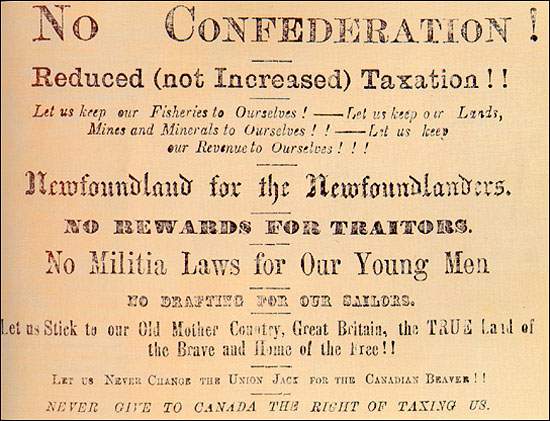 No Confederation !
Reduced (not Increased) Taxation ! !
Let us keep our Fisheries to Ourselves ! — Let us keep our Lands,
Mines and Minerals to Ourselves ! ! — Let us keep
our Revenue to Ourselves ! ! !
Newfoundland for the Newfoundlanders.
NO REWARDS FOR TRAITORS.
No Militia Laws for Our Young Men
NO DRAFTING FOR OUR SAILORS.
Let us Stick to our Old Mother Country, Great Britain, the TRUE Land of
the Brave and Home of the Free!!
Let us Never Change the Union Jack for the Canadian Beaver ! !
NEVER GIVE TO CANADA THE RIGHT OF TAXING US.